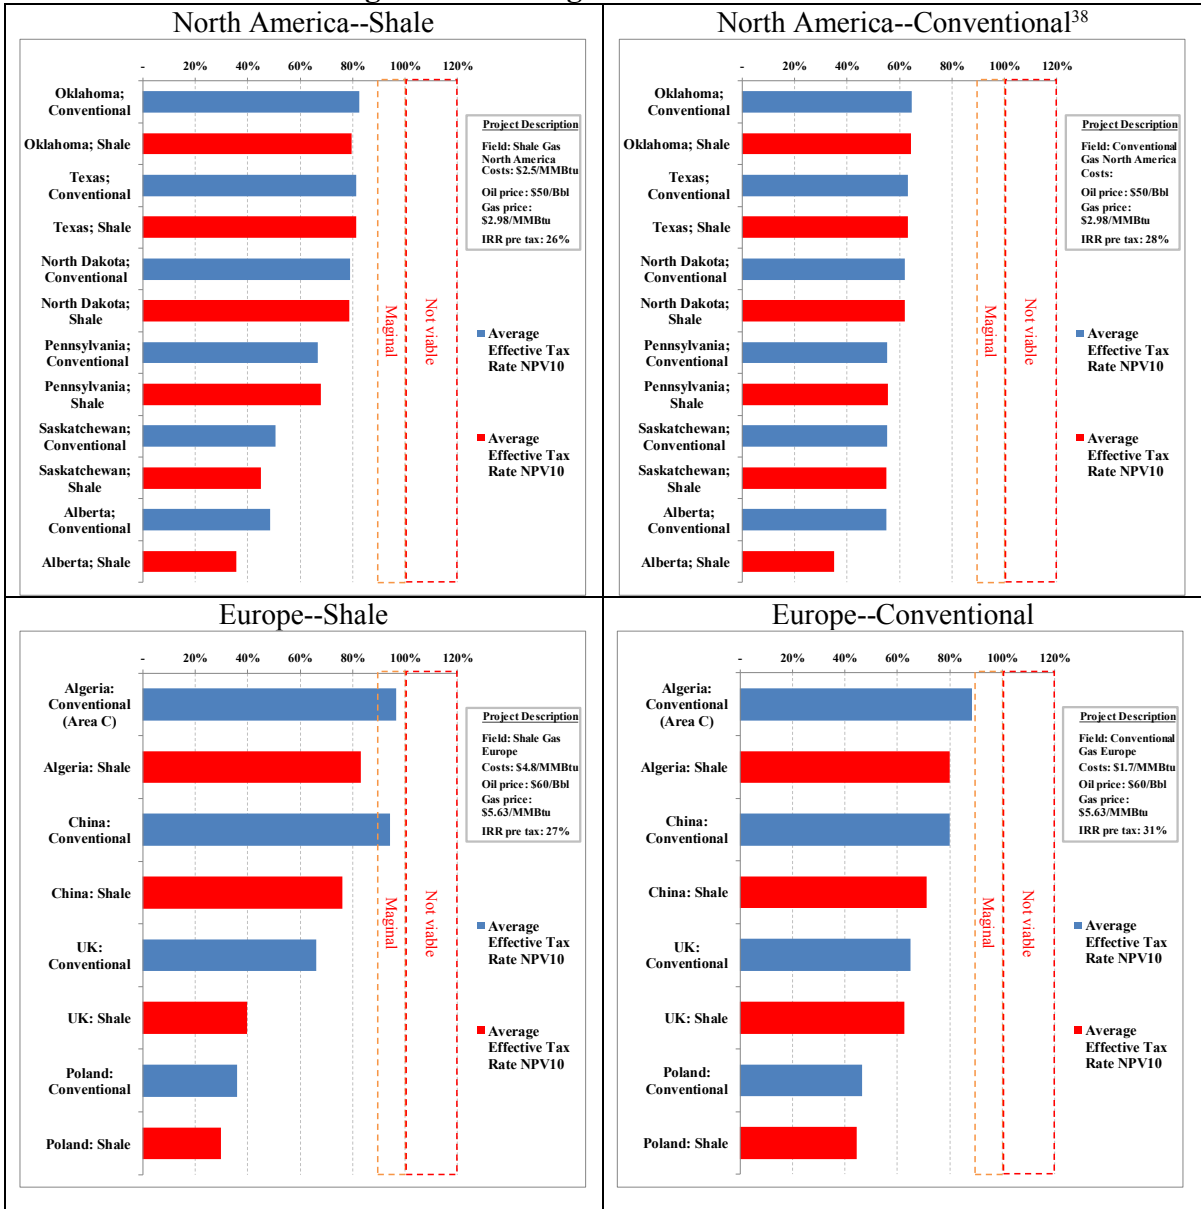 North America--Shale
- 20% 40% 60% 80% 100% 120%
Oklahoma;
Conventional
Oklahoma; Shale
Texas;
Conventional
Texas; Shale
North Dakota;
Conventional
North Dakota;
Shale
Pennsylvania;
Conventional
Pennsylvania;
Shale
Saskatchewan;
Conventional
Saskatchewan;
Shale
Alberta;
Conventional
Alberta; Shale
Maginal
Not viable
Project Description
Field: Shale Gas
North America
Costs: $2.5/MMBtu
Oil price: $50/Bbl
Gas price:
$2.98/MMBtu
IRR pre tax: 26%
Average
Effective Tax
Rate NPV10
Average
Effective Tax
Rate NPV10
North America--Conventional38
- 20% 40% 60% 80% 100% 120%
Oklahoma;
Conventional
Oklahoma; Shale
Texas;
Conventional
Texas; Shale
North Dakota;
Conventional
North Dakota;
Shale
Pennsylvania;
Conventional
Pennsylvania;
Shale
Saskatchewan;
Conventional
Saskatchewan;
Shale
Alberta;
Conventional
Alberta; Shale
Maginal
Not viable
Project Description
Field: Conventional
Gas North America
Costs:
Oil price: $50/Bbl
Gas price:
$2.98/MMBtu
IRR pre tax: 28%
Average
Effective Tax
Rate NPV10
Average
Effective Tax
Rate NPV10
Europe--Shale
- 20% 40% 60% 80% 100% 120%
Algeria:
Conventional
(Area C)
Algeria: Shale
China:
Conventional
China: Shale
UK:
Conventional
UK: Shale
Poland:
Conventional
Poland: Shale
Maginal
Not viable
Project Description
Field: Shale Gas
Europe
Costs: $4.8/MMBtu
Oil price: $60/Bbl
Gas price:
$5.63/MMBtu
IRR pre tax: 27%
Average
Effective Tax
Rate NPV10
Average
Effective Tax
Rate NPV10
Europe--Conventional
- 20% 40% 60% 80% 100% 120%
Algeria:
Conventional
(Area C)
Algeria: Shale
China:
Conventional
China: Shale
UK:
Conventional
UK: Shale
Poland:
Conventional
Poland: Shale
Maginal
Not viable
Project Description
Field: Conventional
Gas Europe
Costs: $1.7/MMBtu
Oil price: $60/Bbl
Gas price:
$5.63/MMBtu
IRR pre tax: 31%
Average
Effective Tax
Rate NPV10
Average
Effective Tax
Rate NPV10